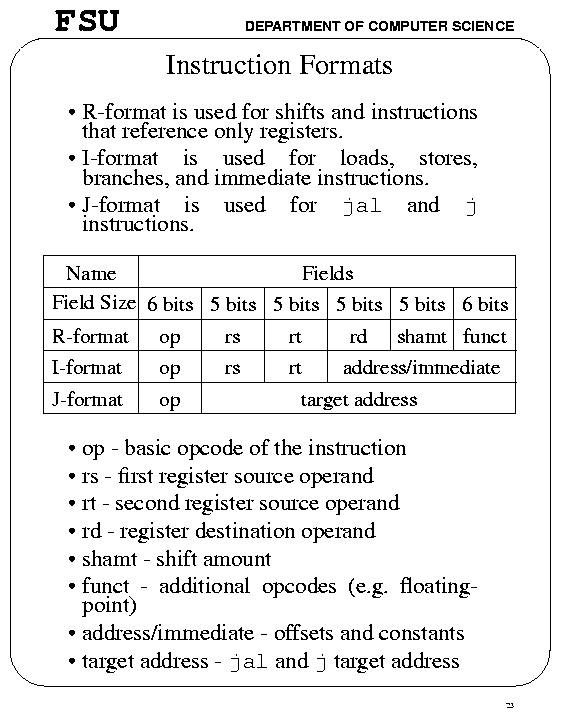 FSU
DEPARTMENT OF COMPUTER SCIENCE
Instruction Formats
• R-format is used for shifts and instructions
that reference only registers.
• I-format is used for loads, stores,
branches, and immediate instructions.
• J-format is used for jal and j
instructions.
Name Fields
Field Size 6 bits 5 bits 5 bits 5 bits 5 bits 6 bits
R-format op rs rt rd shamt funct
I-format op rs rt address/immediate
J-format op target address
• op - basic opcode of the instruction
• rs - first register source operand
• rt - second register source operand
• rd - register destination operand
• shamt - shift amount
• funct - additional opcodes (e.g. floating-
point)
• address/immediate - offsets and constants
• target address - jal and j target address